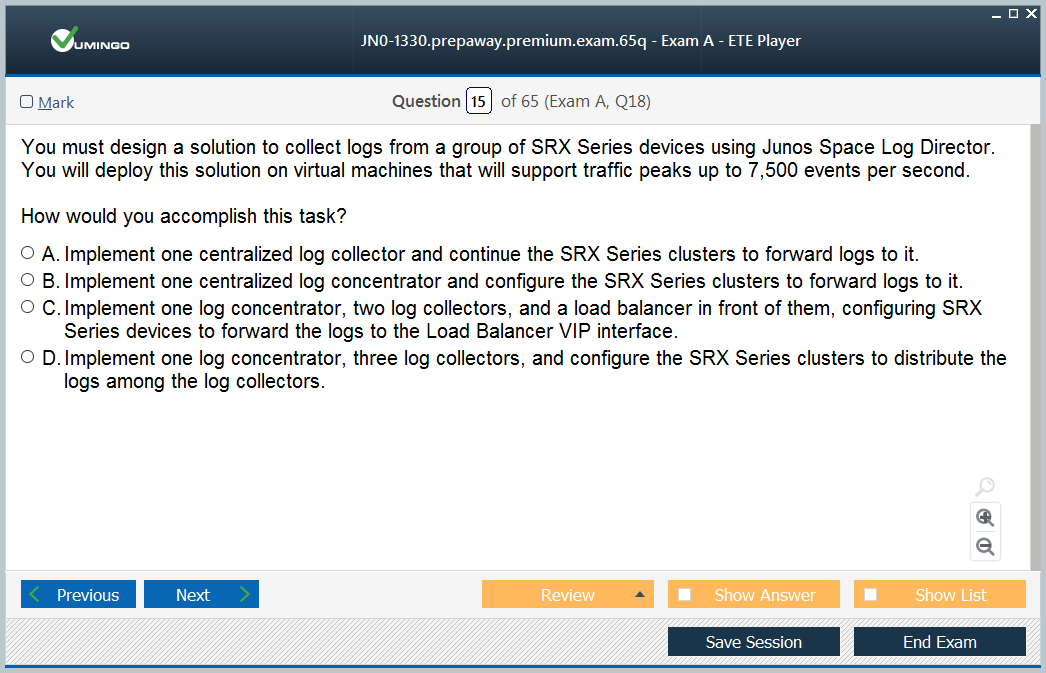 VUMINGO
JN0-1330.prepaway.premium.exam.65q - Exam A - ETE Player
Mark
Question 15 of 65 (Exam A, Q18)
You must design a solution to collect logs from a group of SRX Series devices using Junos Space Log Director.
You will deploy this solution on virtual machines that will support traffic peaks up to 7,500 events per second.
How would you accomplish this task?
A. Implement one centralized log collector and continue the SRX Series clusters to forward logs to it.
B. Implement one centralized log concentrator and configure the SRX Series clusters to forward logs to it.
C. Implement one log concentrator, two log collectors, and a load balancer in front of them, configuring SRX
Series devices to forward the logs to the Load Balancer VIP interface.
D. Implement one log concentrator, three log collectors, and configure the SRX Series clusters to distribute the
logs among the log collectors.
Previous Next Review Show Answer Show List
Save Session End Exam